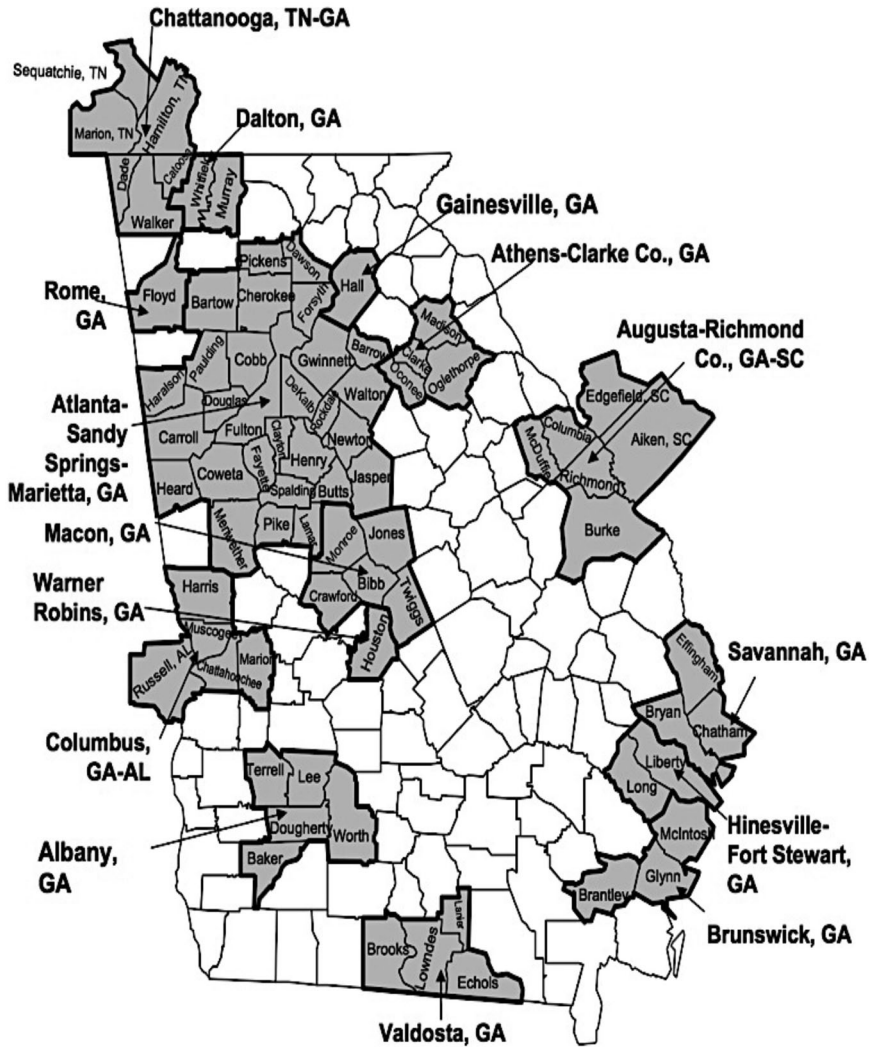 Chattanooga, TN-GA
Sequatchie, TN
Hamilton, TN
Marion, TN
Dalton, GA
Dade
Catoosa
Whitfield
Murray
Walker
Gainesville, GA
Athens-Clarke Co., GA
Pickens
Dawson
Rome,
GA
Floyd
Bartow
Cherokee
Forsyth
Hall
Madison
Augusta-Richmond
Co., GA-SC
Paulding
Cobb
Gwinnett
Barrow
Clarke
Oconee
Oglethorpe
Haralson
Douglas
DeKalb
Rockdale
Walton
Edgefield, SC
Atlanta-
Sandy
Springs-
Marietta, GA
Carroll
Fulton
Clayton
Newton
Columbia
McDuffie
Aiken, SC
Richmond
Heard
Coweta
Fayette
Henry
Spalding
Butts
Jasper
Burke
Macon, GA
Meriwether
Pike
Lamar
Monroe
Jones
Warner
Robins, GA
Harris
Crawford
Bibb
Twiggs
Houston
Muscogee
Russell, AL
Chattahoochee
Marion
Effingham
Savannah, GA
Bryan
Chatham
Columbus,
GA-AL
Terrell
Lee
Liberty
Long
Dougherty
Worth
McIntosh
Hinesville-
Fort Stewart,
GA
Albany,
GA
Baker
Brantley
Glynn
Brunswick, GA
Brooks
Lowndes
Lanier
Echols
Valdosta, GA